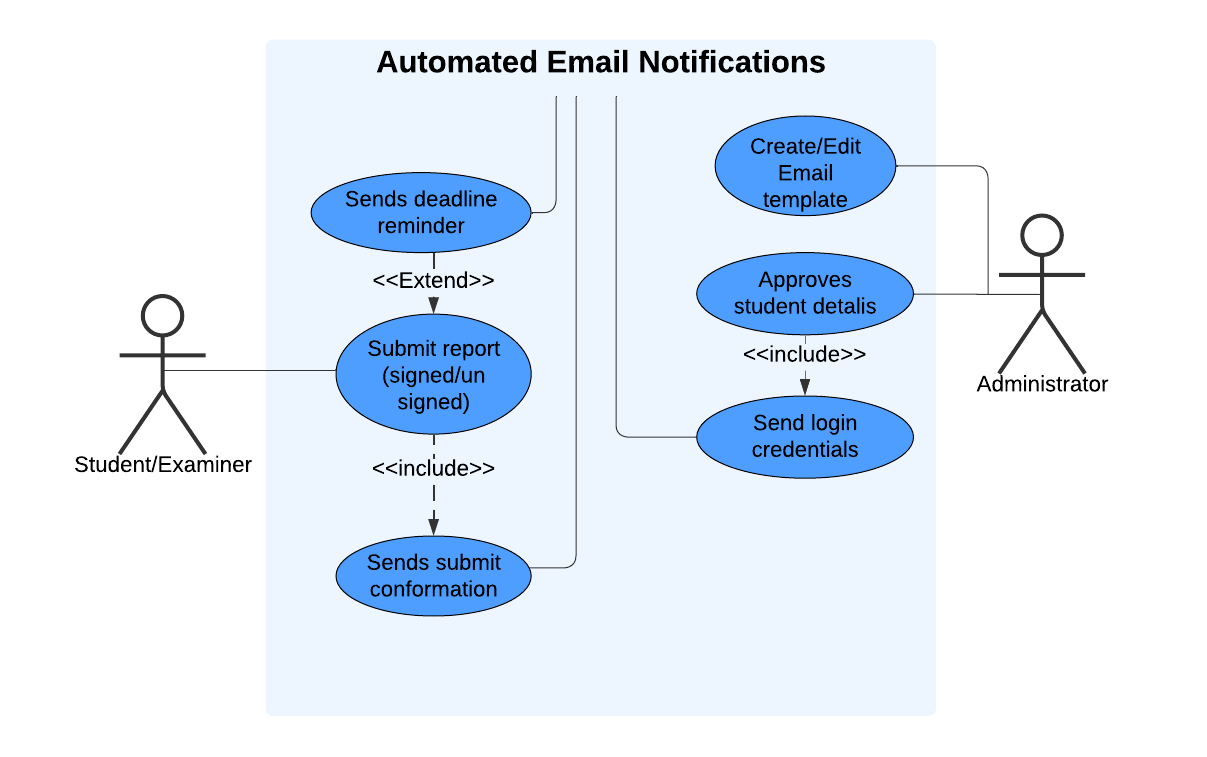 Automated Email Notifications
Sends deadline
reminder
<<Extend>>
Submit report
(signed/un
signed)
<<include>>
Sends submit
conformation
Student/Examiner
Create/Edit
Email
template
Approves
student detalis
<<include>>
Send login
credentials
Administrator